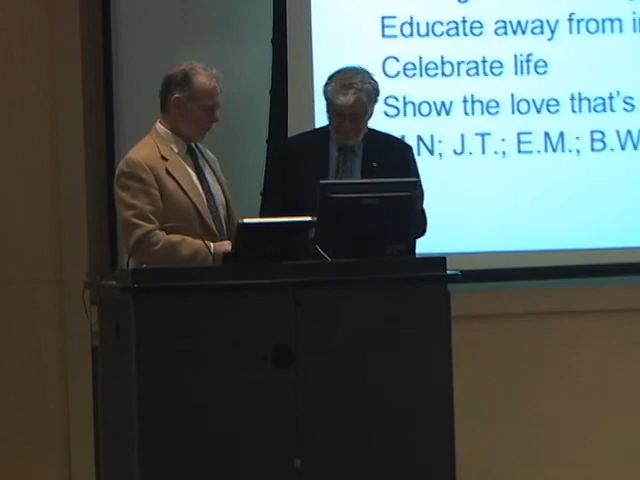 Educate away from i
Celebrate life
Show the love that's
N; J.T.; E.M.; B.W